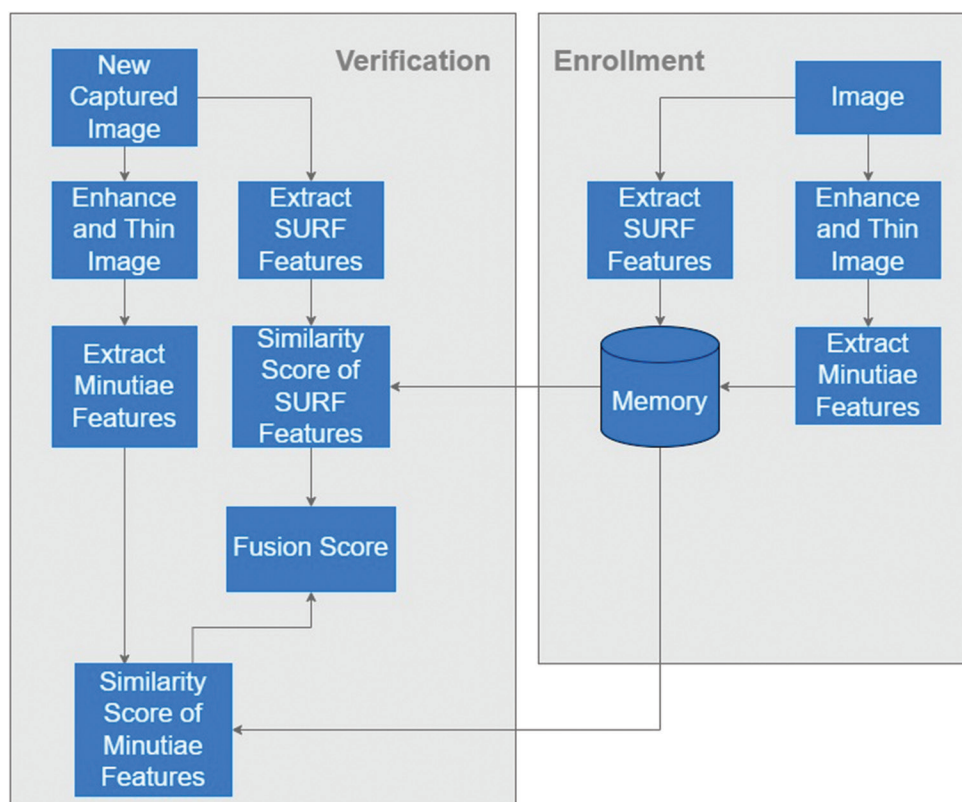 Verification
New
Captured
Image
Enhance
and Thin
Image
Extract
SURF
Features
Extract
Minutiae
Features
Similarity
Score of
SURF
Features
Fusion Score
Similarity
Score of
Minutiae
Features
Enrollment
Image
Extract
SURF
Features
Enhance
and Thin
Image
Memory
Extract
Minutiae
Features